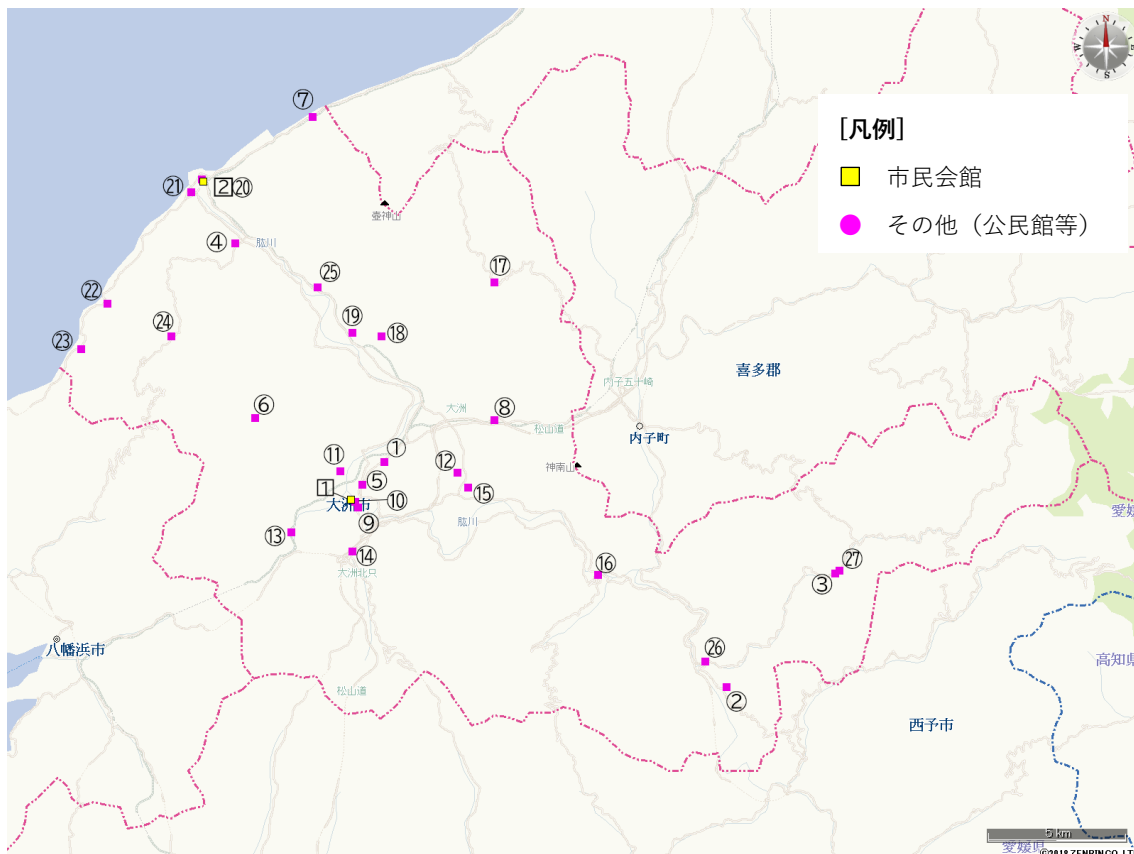 N
W
S
⑦
[凡例]
市民会館
その他（公民館等）
㉑
2
⑳
壺神山
④
肱川
⑰
㉕
㉒
⑲
⑱
㉔
㉓
喜多郡
内子五十崎
⑥
大洲
⑧
松山道
内子町
⑪
①
⑫
神南山
⑤
1
⑩
⑮
大洲市
⑨
肱川
愛媛
⑬
⑭
大洲北只
⑯
③
㉗
八幡浜市
㉖
高知県
②
松山道
西予市
5 km
愛媛県
©2018 ZENRIN CO., LT